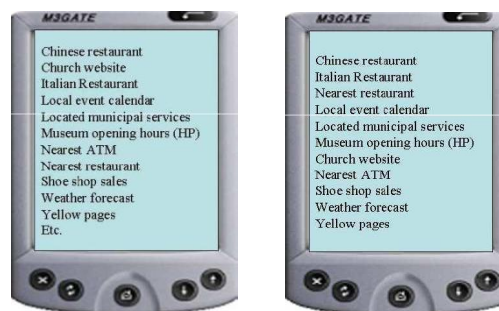 M3GATE
Chinese restaurant
Church website
Italian Restaurant
Local event calendar
Located municipal services
Museum opening hours (HP)
Nearest ATM
Nearest restaurant
Shoe shop sales
Weather forecast
Yellow pages
Etc.
M3GATE
Chinese restaurant
Italian Restaurant
Nearest restaurant
Local event calendar
Located municipal services
Museum opening hours (HP)
Church website
Nearest ATM
Shoe shop sales
Weather forecast
Yellow pages